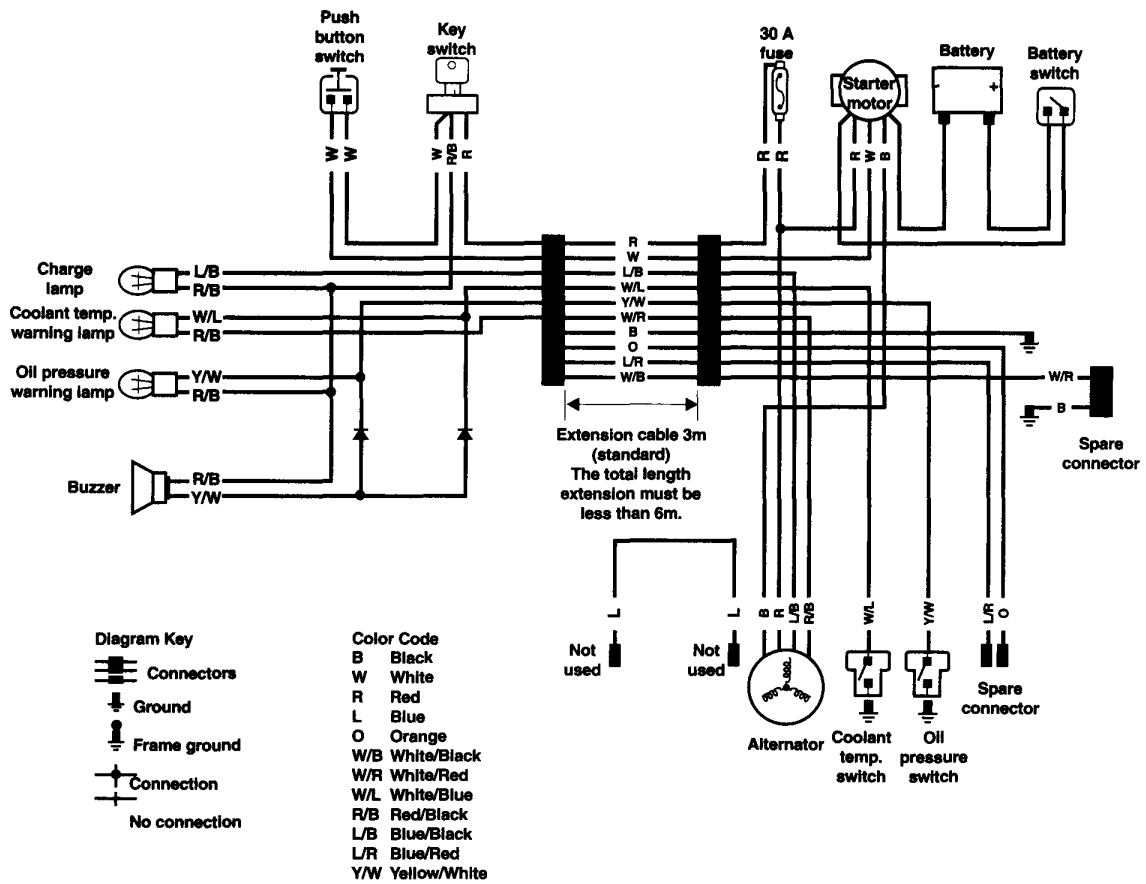 Push
button
switch
Key
switch
30 A
fuse
Starter
motor
Battery
- +
Battery
switch
W
W
W
R/B
R
R
R
R
W
B
R
W
L/B
W/L
Y/W
W/R
B
O
L/R
W/B
Charge
lamp
L/B
R/B
Coolant temp.
warning lamp
W/L
R/B
Oil pressure
warning lamp
Y/W
R/B
Buzzer
R/B
Y/W
Extension cable 3m
(standard)
The total length
extension must be
less than 6m.
W/R
B
Spare
connector
L
L
Not
used
Not
used
B
R
L/B
R/B
W/L
Y/W
L/R
O
Alternator
Coolant
temp.
switch
Oil
pressure
switch
Spare
connector
Diagram Key
Connectors
Ground
Frame ground
Connection
No connection
Color Code
B Black
W White
R Red
L Blue
O Orange
W/B White/Black
W/R White/Red
W/L White/Blue
R/B Red/Black
L/B Blue/Black
L/R Blue/Red
Y/W Yellow/White